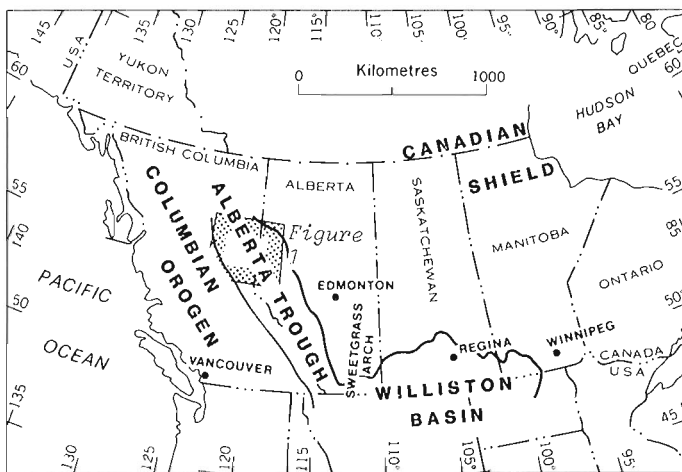 145 135 130 125 120 115° 110° 105° 100° 95° 90° 85° 80
60
U.S.A.
YUKON
TERRITORY
0 Kilometres 1000
QUEBEC
60
HUDSON
BAY
CANADIAN
SHIELD
BRITISH COLUMBIA
ALBERTA
SASKATCHEWAN
MANITOBA
ONTARIO
55
55
COLUMBIAN
OROGEN
ALBERTA TROUGH
Figure
1
140
85
PACIFIC
OCEAN
EDMONTON
50
50°
SWEETGRASS
ARCH
REGINA
WINNIPEG
VANCOUVER
CANADA
USA
WILLISTON
BASIN
135
45
130 125 120 115 110° 105° 100° 95°